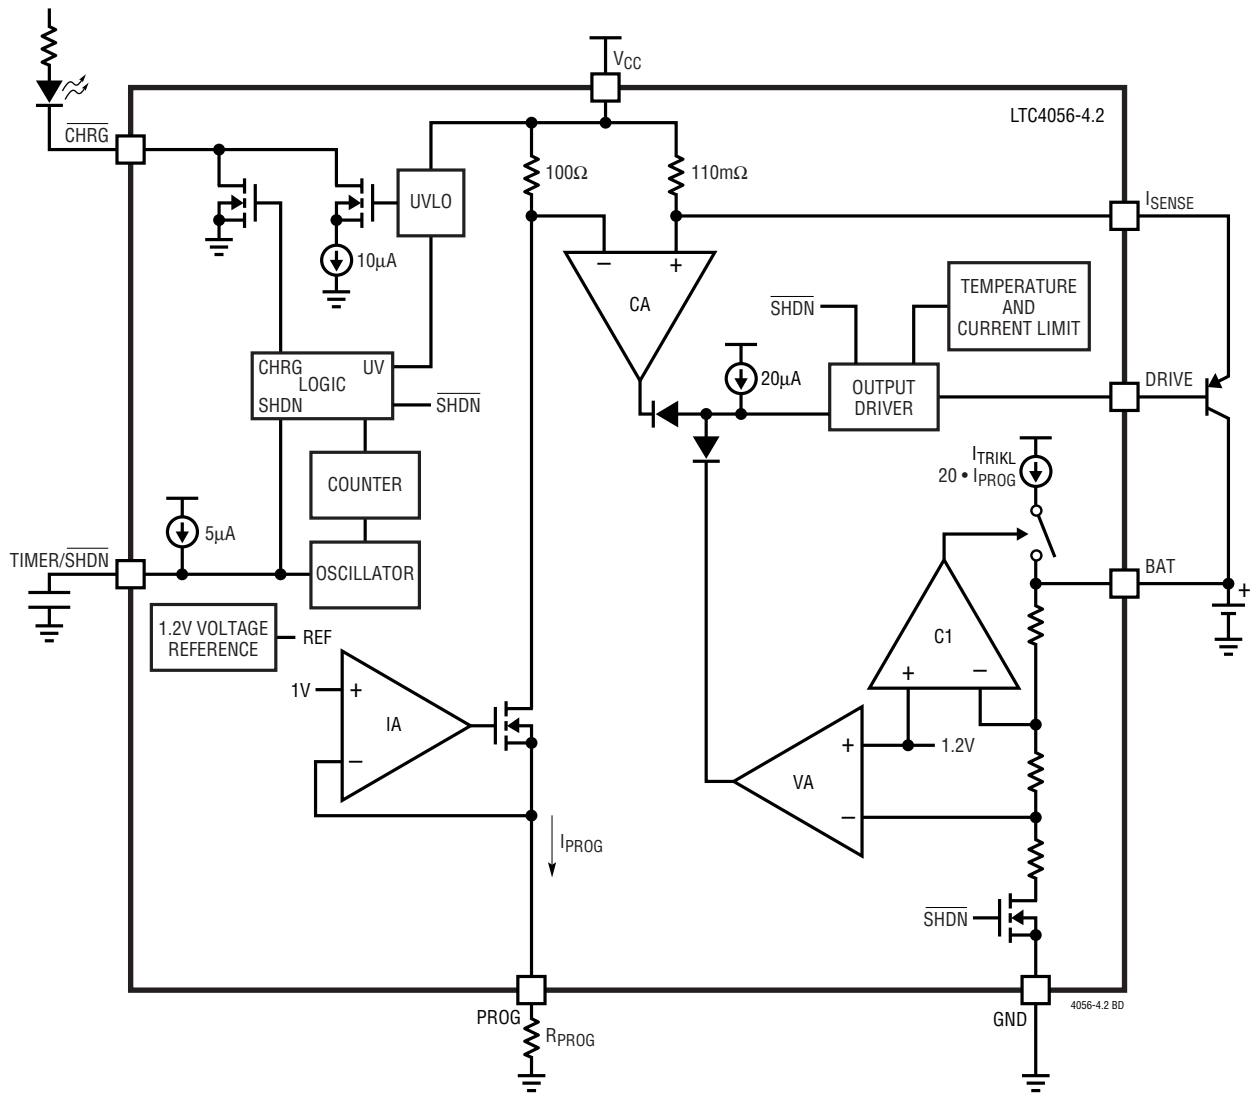 VCC
LTC4056-4.2
CHRG
100Ω
110mΩ
ISENSE
UVLO
10µA
–
+
CA
SHDN
TEMPERATURE
AND
CURRENT LIMIT
CHRG
UV
LOGIC
SHDN
SHDN
20µA
OUTPUT
DRIVER
DRIVE
ITRIKL
20 • IPROG
COUNTER
5µA
TIMER/SHDN
OSCILLATOR
BAT
+
1.2V VOLTAGE
REFERENCE
REF
C1
+
–
1V
+
IA
–
+
1.2V
VA
–
IPROG
SHDN
PROG
RPROG
GND
4056-4.2 BD